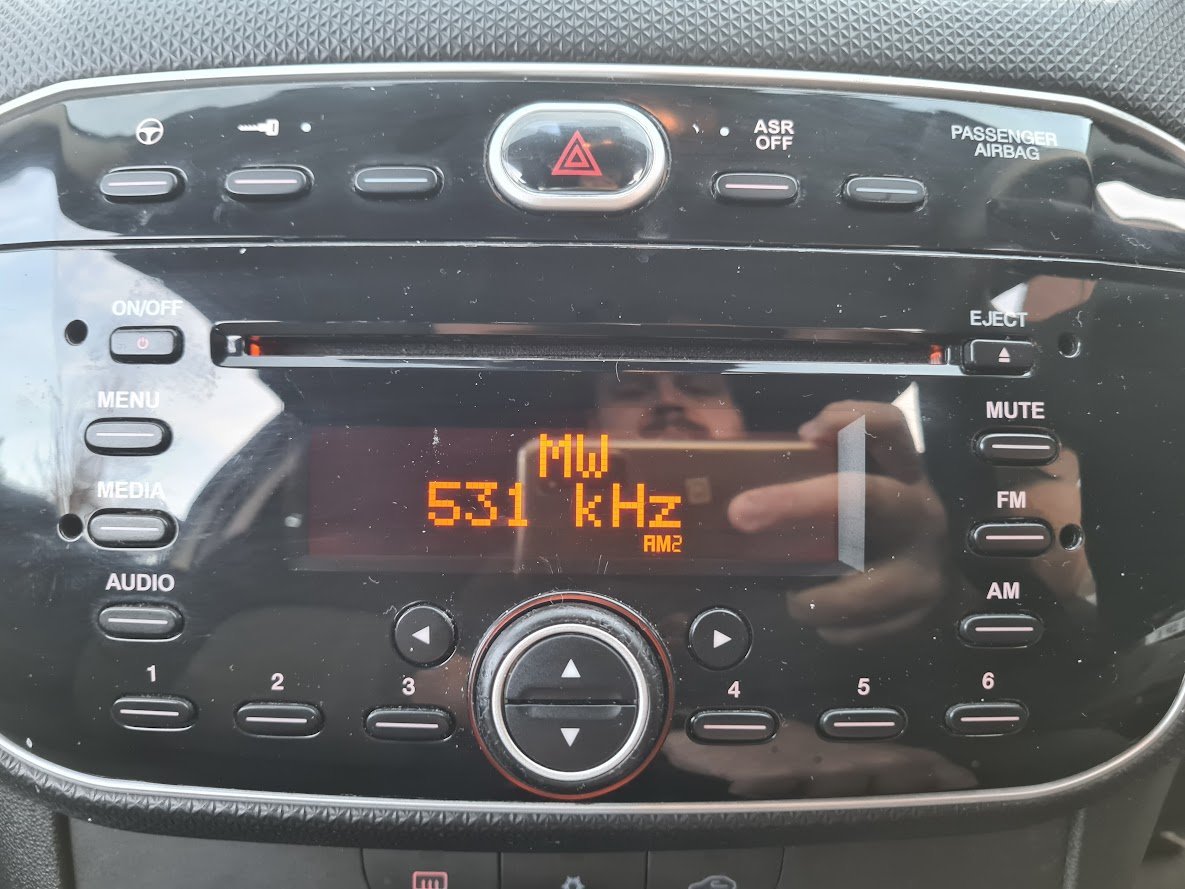 ASR
OFF
PASSENGER
AIRBAG
ON/OFF
EJECT
MENU
MUTE
MW
MEDIA
531 kHz
FM
AM2
AUDIO
AM
1
2
3
4
5
6